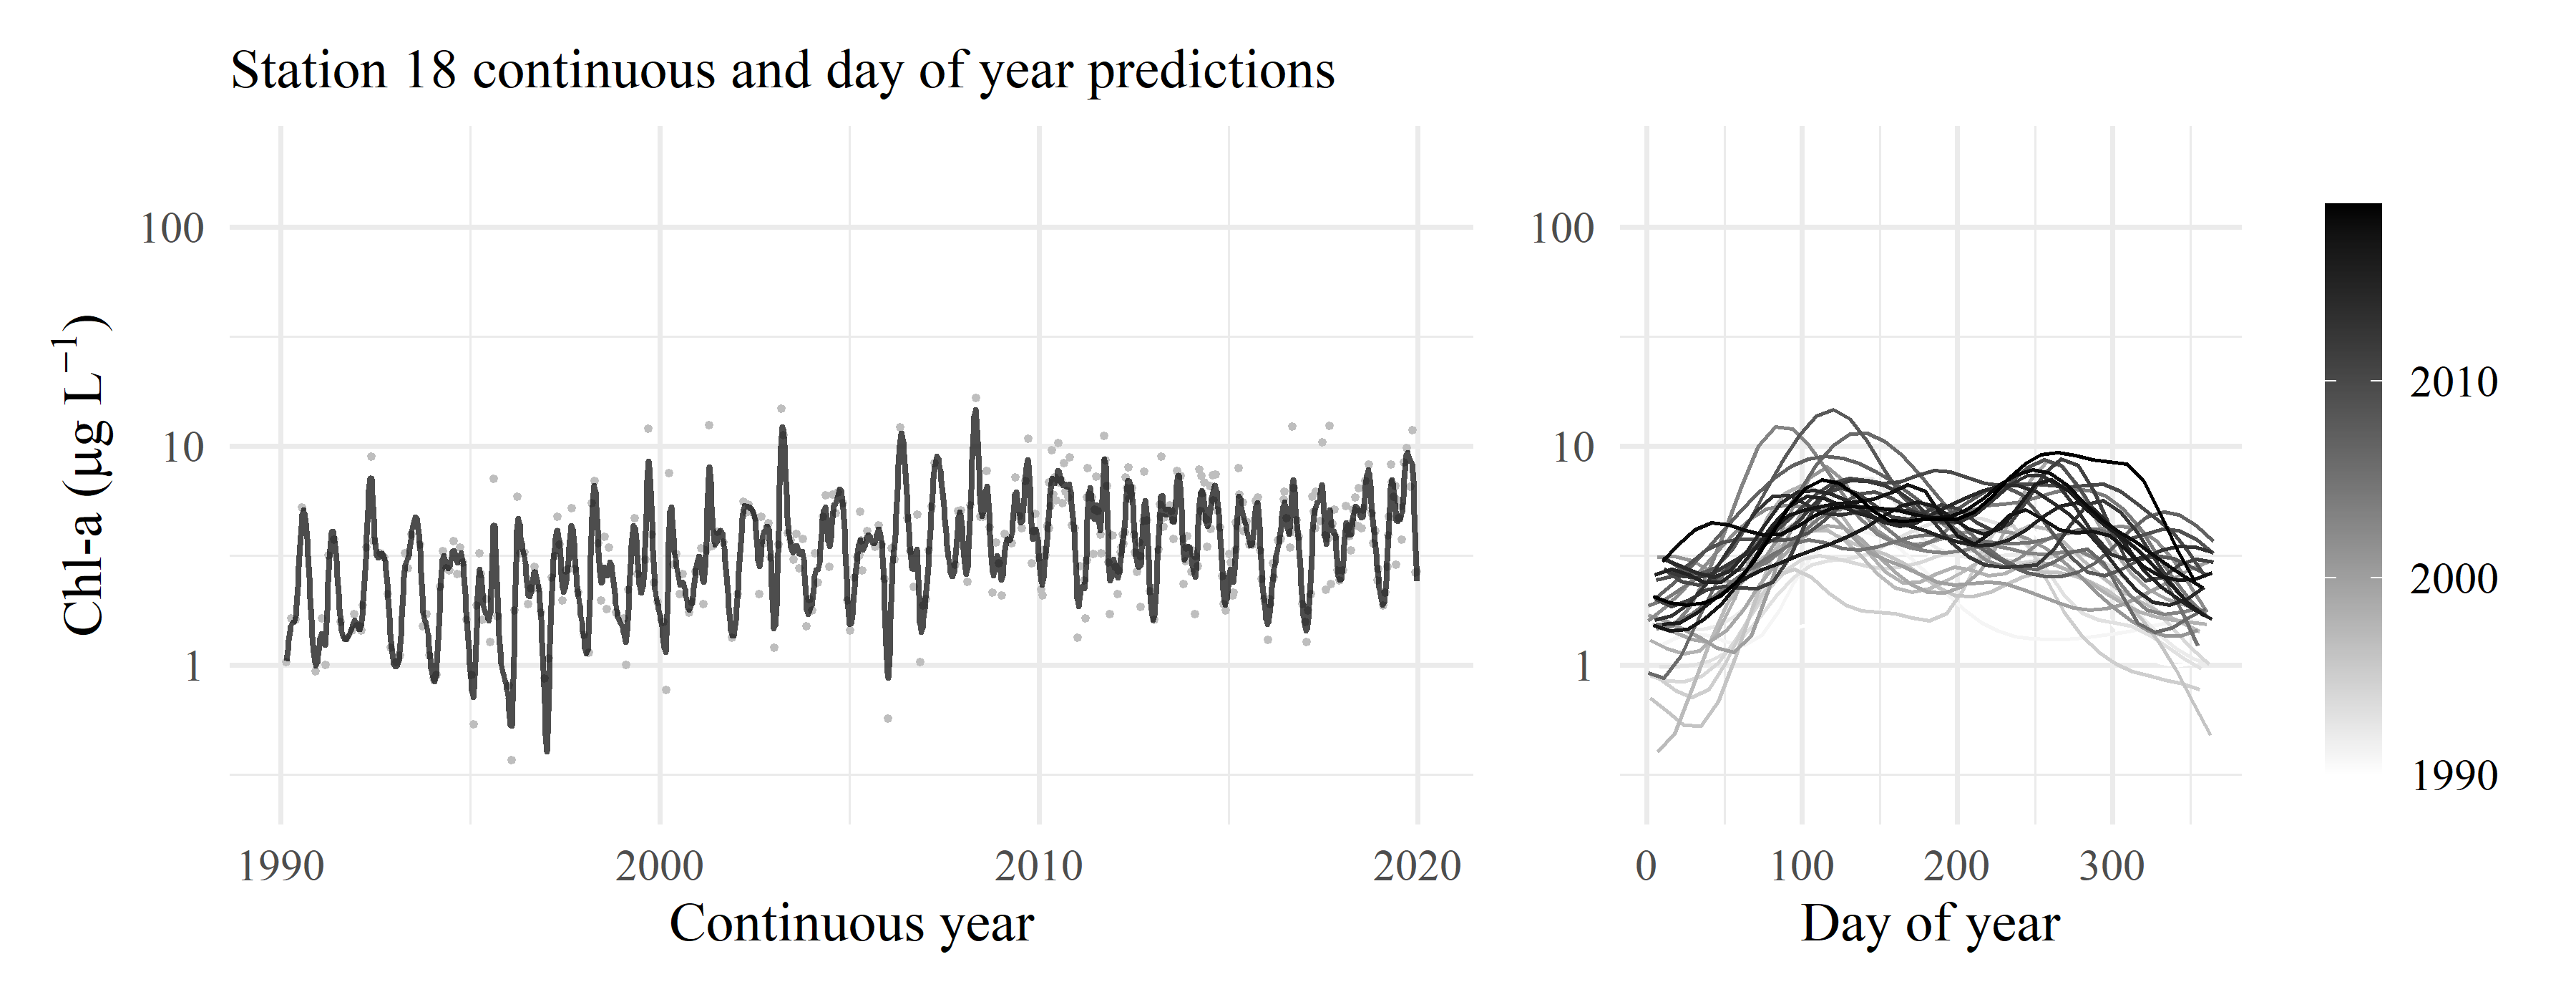 Station 18 continuous and day of year predictions
Chl-a (μg L⁻¹)
100
10
1
1990 2000 2010 2020
Continuous year
100
10
1
0 100 200 300
Day of year
2010
2000
1990